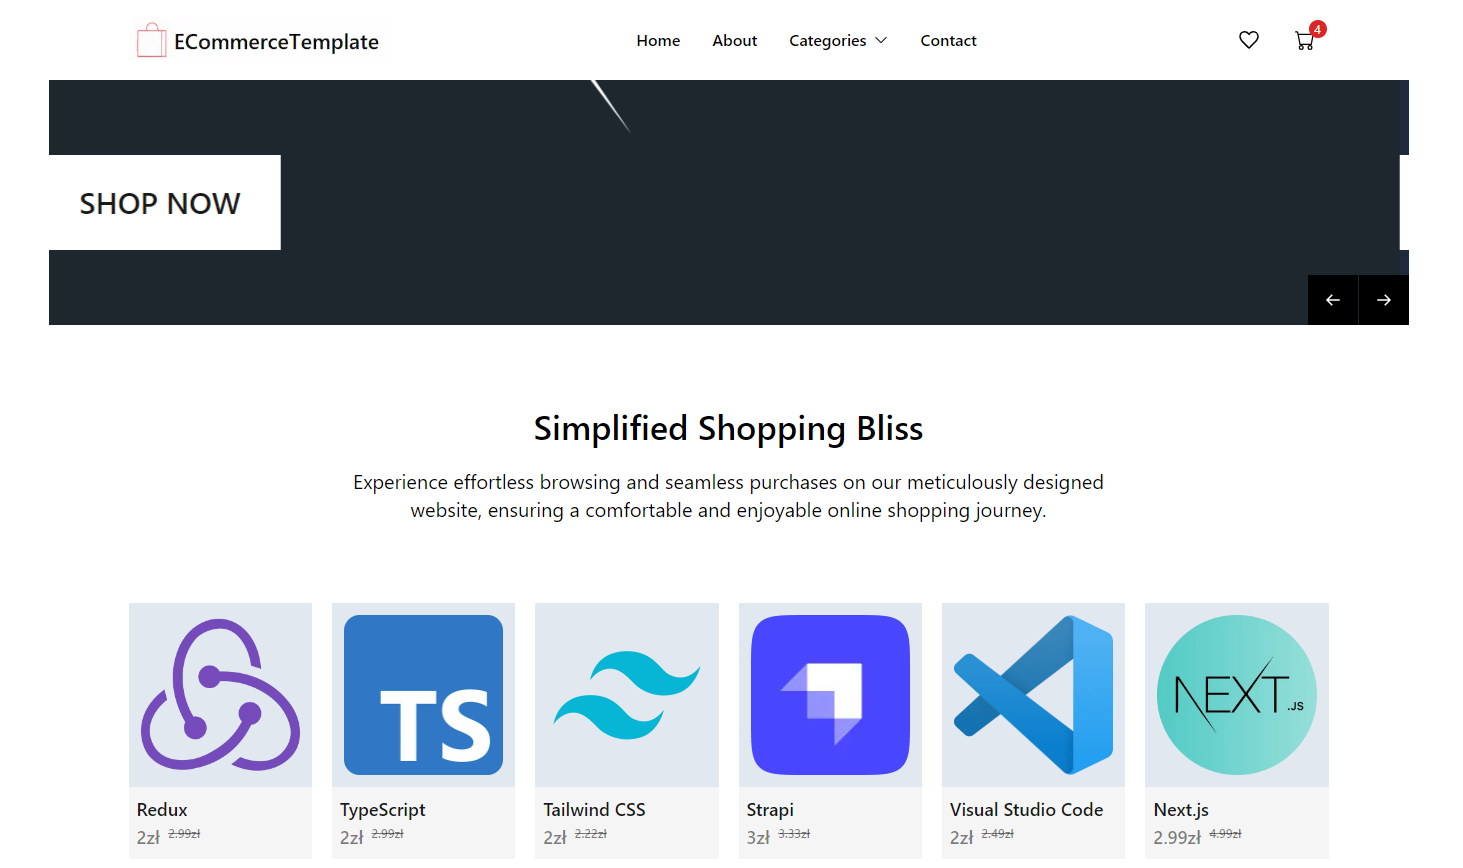 ECommerceTemplate
Home About Categories Contact
4
SHOP NOW
Simplified Shopping Bliss
Experience effortless browsing and seamless purchases on our meticulously designed
website, ensuring a comfortable and enjoyable online shopping journey.
TS
NEXT.JS
Redux
2zł 2.99zł
TypeScript
2zł 2.99zł
Tailwind CSS
2zł 2.22zł
Strapi
3zł 3.33zł
Visual Studio Code
2zł 2.49zł
Next.js
2.99zł 4.99zł